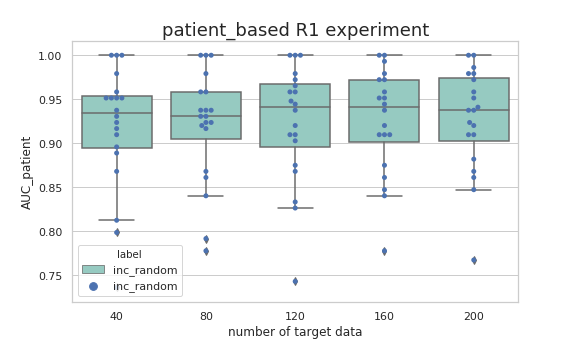 patient_based R1 experiment
1.00
0.95
0.90
0.85
0.80
0.75
AUC_patient
label
inc_random
inc_random
40
80
120
160
200
number of target data